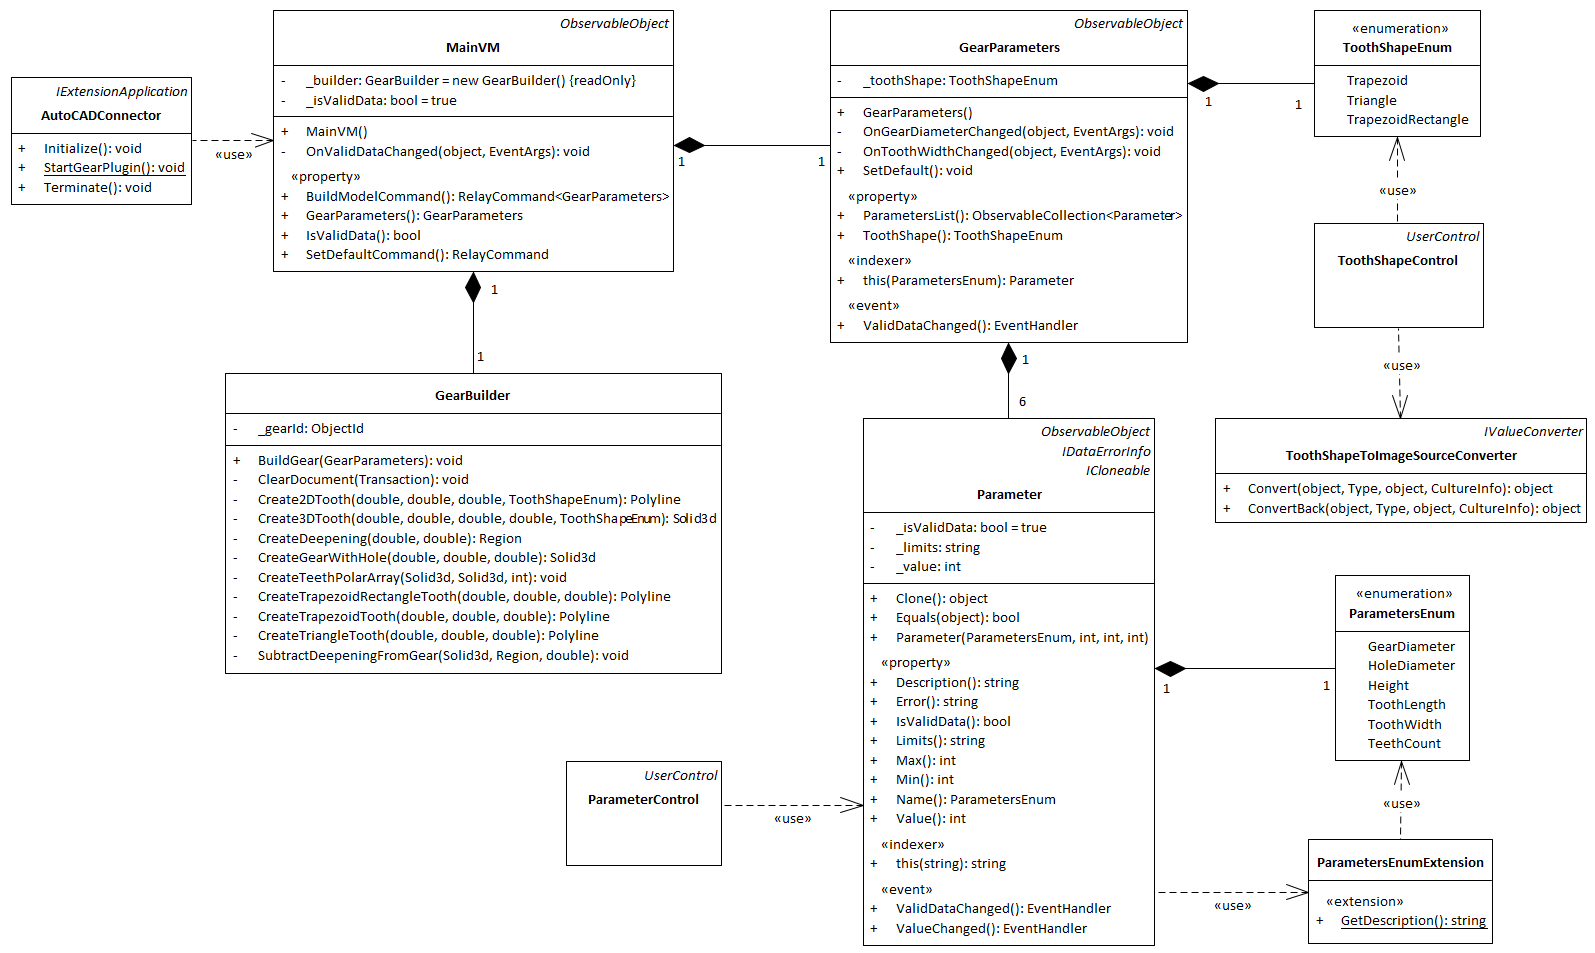 IExtensionApplication
AutoCADConnector
+ Initialize(): void
+ StartGearPlugin(): void
+ Terminate(): void
«use»
ObservableObject
MainVM
- _builder: GearBuilder = new GearBuilder() {readOnly}
- _isValidData: bool = true
+ MainVM()
- OnValidDataChanged(object, EventArgs): void
«property»
+ BuildModelCommand(): RelayCommand<GearParameters>
+ GearParameters(): GearParameters
+ IsValidData(): bool
+ SetDefaultCommand(): RelayCommand
1
1
1
1
ObservableObject
GearParameters
- _toothShape: ToothShapeEnum
+ GearParameters()
- OnGearDiameterChanged(object, EventArgs): void
- OnToothWidthChanged(object, EventArgs): void
+ SetDefault(): void
«property»
+ ParametersList(): ObservableCollection<Parameter>
+ ToothShape(): ToothShapeEnum
«indexer»
+ this(ParametersEnum): Parameter
«event»
+ ValidDataChanged(): EventHandler
1
1
1
6
«enumeration»
ToothShapeEnum
Trapezoid
Triangle
TrapezoidRectangle
«use»
UserControl
ToothShapeControl
«use»
IValueConverter
ToothShapeToImageSourceConverter
+ Convert(object, Type, object, CultureInfo): object
+ ConvertBack(object, Type, object, CultureInfo): object
GearBuilder
- _gearId: ObjectId
+ BuildGear(GearParameters): void
- ClearDocument(Transaction): void
- Create2DTooth(double, double, double, ToothShapeEnum): Polyline
- Create3DTooth(double, double, double, double, ToothShapeEnum): Solid3d
- CreateDeepening(double, double): Region
- CreateGearWithHole(double, double, double): Solid3d
- CreateTeethPolarArray(Solid3d, Solid3d, int): void
- CreateTrapezoidRectangleTooth(double, double, double): Polyline
- CreateTrapezoidTooth(double, double, double): Polyline
- CreateTriangleTooth(double, double, double): Polyline
- SubtractDeepeningFromGear(Solid3d, Region, double): void
ObservableObject
IDataErrorInfo
ICloneable
Parameter
- _isValidData: bool = true
- _limits: string
- _value: int
+ Clone(): object
+ Equals(object): bool
+ Parameter(ParametersEnum, int, int, int)
«property»
+ Description(): string
+ Error(): string
+ IsValidData(): bool
+ Limits(): string
+ Max(): int
+ Min(): int
+ Name(): ParametersEnum
+ Value(): int
«indexer»
+ this(string): string
«event»
+ ValidDataChanged(): EventHandler
+ ValueChanged(): EventHandler
1
1
«enumeration»
ParametersEnum
GearDiameter
HoleDiameter
Height
ToothLength
ToothWidth
TeethCount
«use»
UserControl
ParameterControl
«use»
ParametersEnumExtension
«extension»
+ GetDescription(): string
«use»